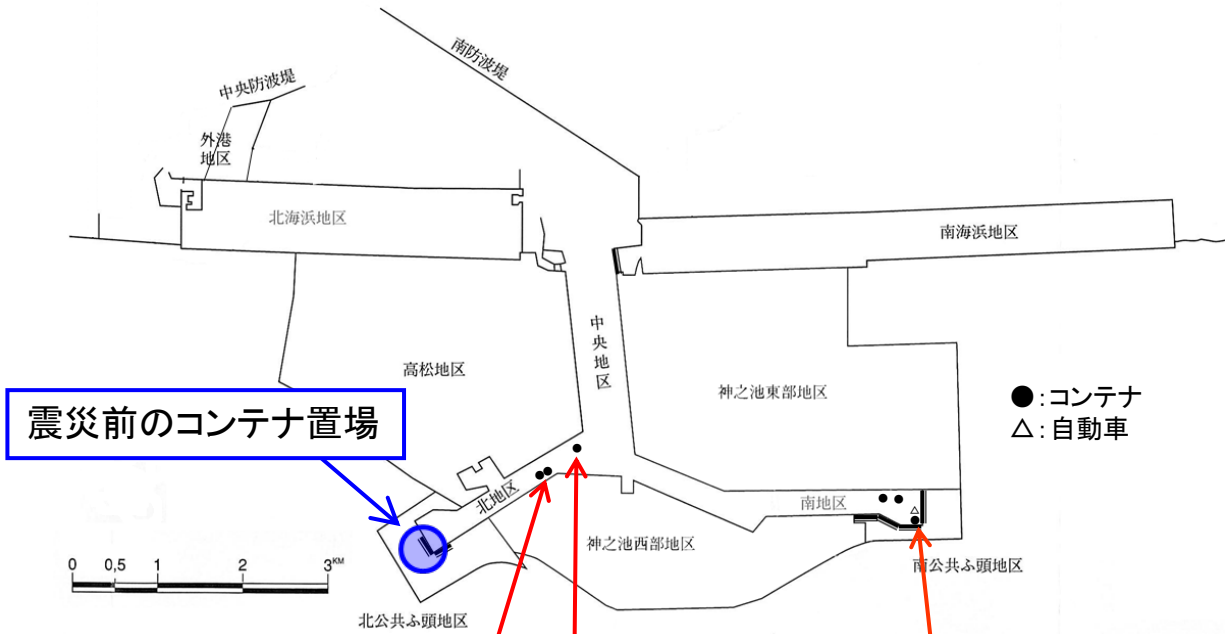 南防波堤
中央防波堤
外港
地区
北海浜地区
南海浜地区
中央地区
高松地区
神之池東部地区
●:コンテナ
△:自動車
震災前のコンテナ置場
北地区
南地区
神之池西部地区
南公共ふ頭地区
0 0,5 1 2 3KM
北公共ふ頭地区